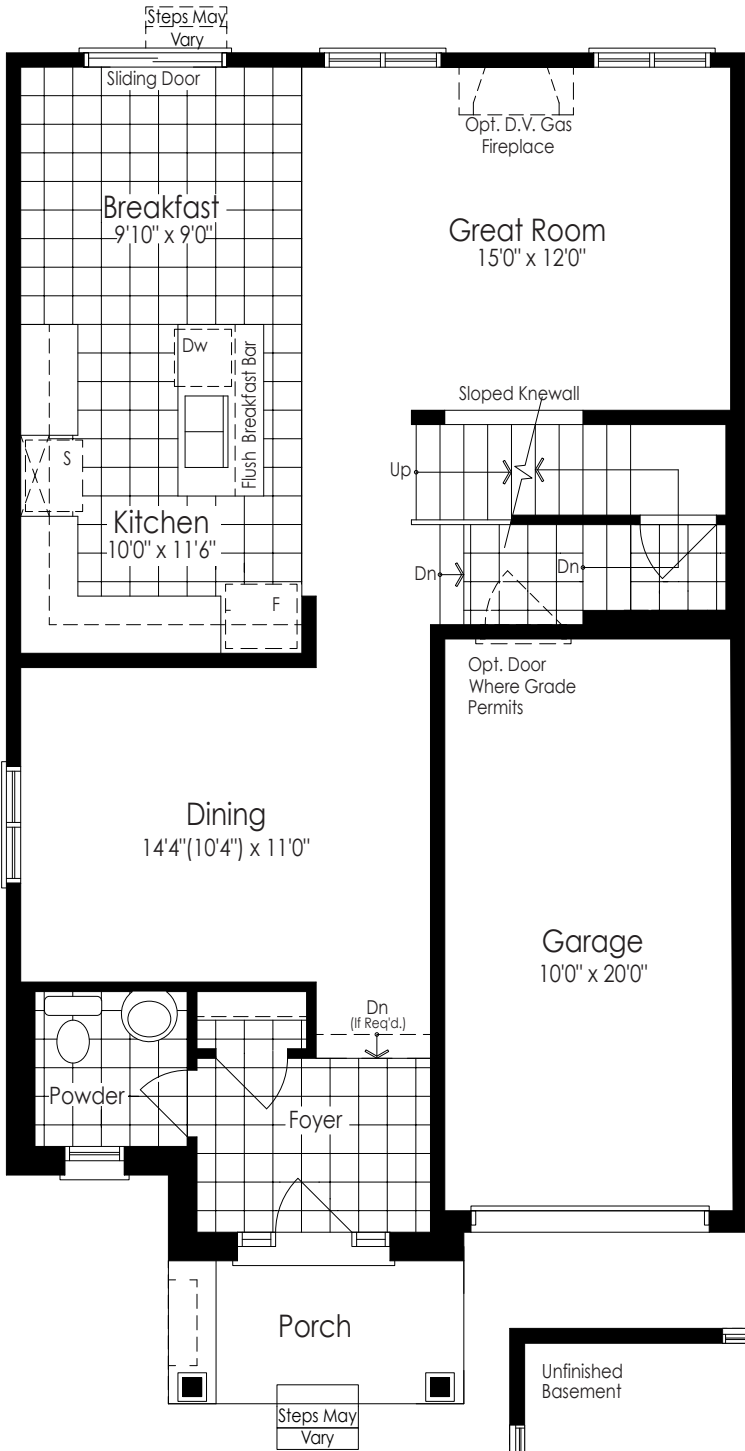 Steps May
Vary
Sliding Door
Opt. D.V. Gas
Fireplace
Breakfast
9'10" x 9'0"
Great Room
15'0" x 12'0"
Dw
Flush Breakfast Bar
Sloped Knewall
S
Up
Kitchen
10'0" x 11'6"
Dn
Dn
F
Opt. Door
Where Grade
Permits
Dining
14'4"(10'4") x 11'0"
Garage
10'0" x 20'0"
Dn
(If Req'd.)
Powder
Foyer
Porch
Unfinished
Basement
Steps May
Vary